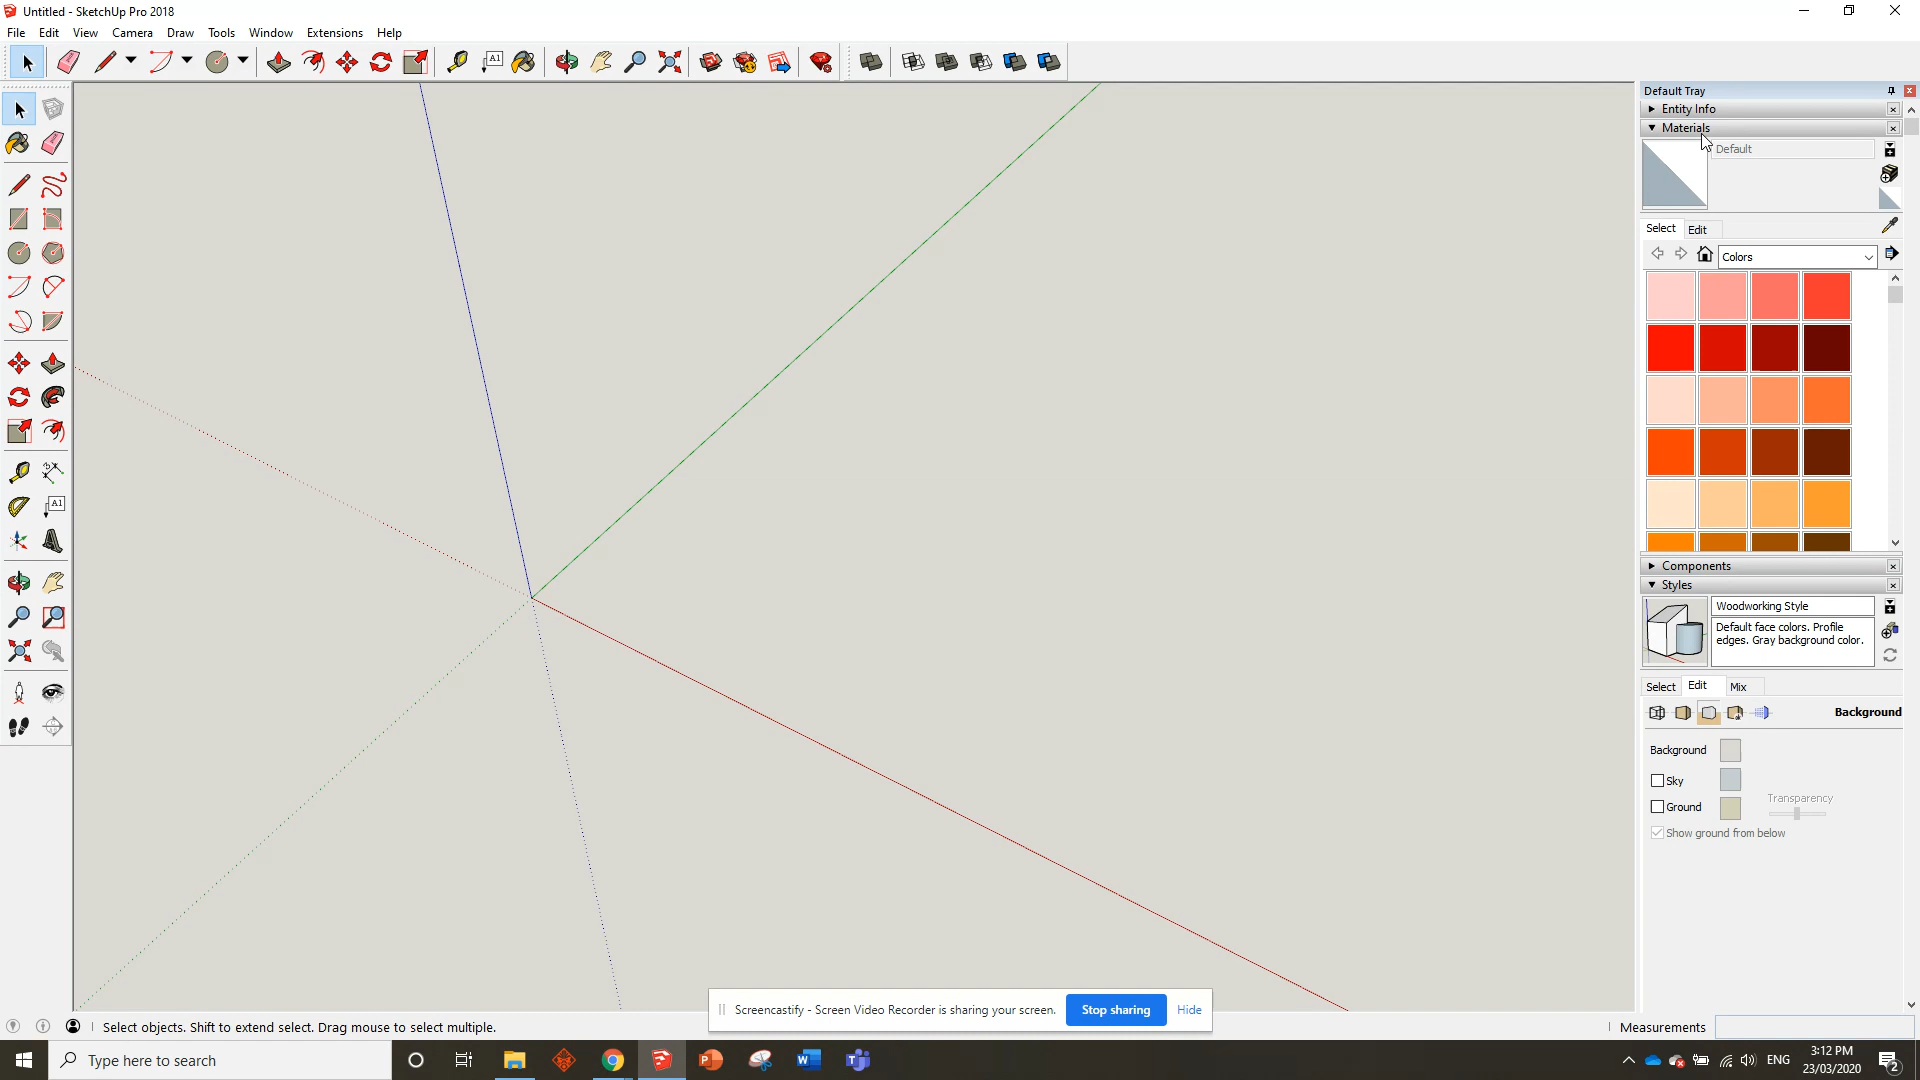 Untitled - SketchUp Pro 2018
File Edit View Camera Draw Tools Window Extensions Help
A1
Default Tray
Entity Info
Materials
Default
Select Edit
Colors
A1
Components
Styles
Woodworking Style
Default face colors. Profile
edges. Gray background color.
Select Edit Mix
Background
Background
Sky
Transparency
Ground
Show ground from below
Screencastify - Screen Video Recorder is sharing your screen. Stop sharing Hide
Select objects. Shift to extend select. Drag mouse to select multiple.
Measurements
Type here to search
ENG
3:12 PM
23/03/2020
2